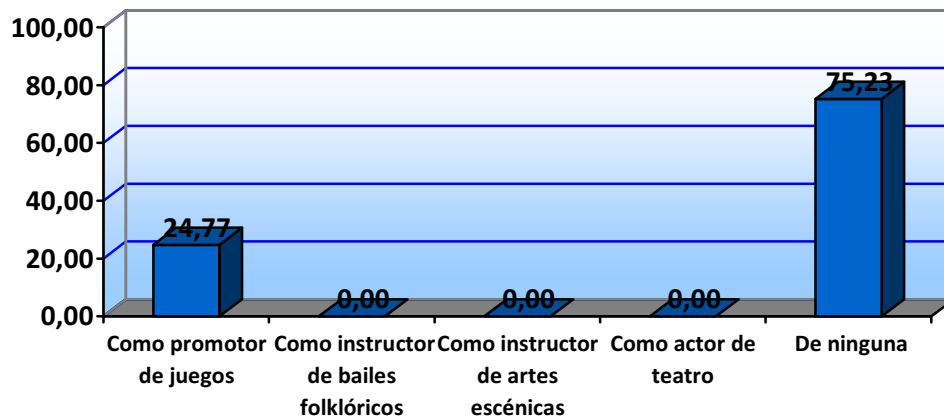 100,00
80,00
60,00
40,00
20,00
0,00
24,77
0,00
0,00
0,00
75,23
Como promotor
de juegos
Como instructor
de bailes
folklóricos
Como instructor
de artes
escénicas
Como actor de
teatro
De ninguna